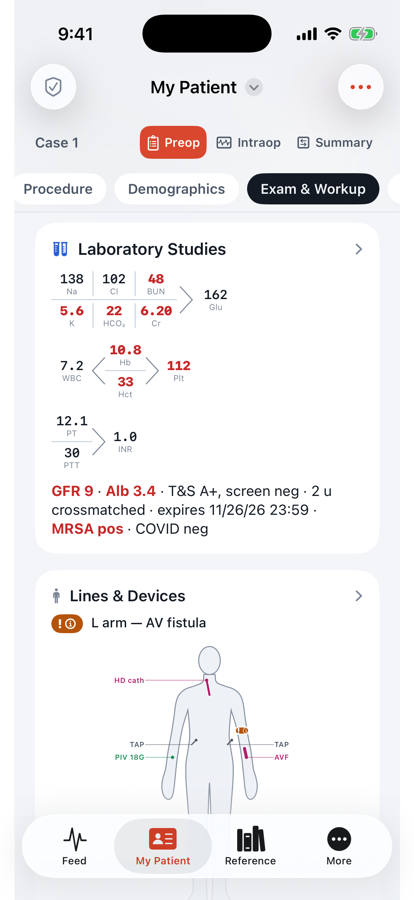 9:41
My Patient
Case 1 Preop Intraop Summary
Procedure Demographics Exam & Workup
Laboratory Studies
138 102 48
Na Cl BUN
162
Glu
5.6 22 6.20
K HCO₃ Cr
10.8
Hb
7.2 112
WBC Plt
33
Hct
12.1
PT
1.0
INR
30
PTT
GFR 9 · Alb 3.4 · T&S A+, screen neg · 2 u
crossmatched · expires 11/26/26 23:59 ·
MRSA pos · COVID neg
Lines & Devices
L arm — AV fistula
HD cath
TAP TAP
PIV 18G AVF
Feed My Patient Reference More